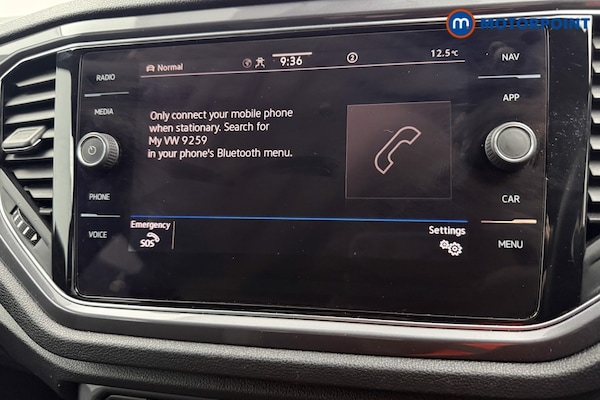 MOTORPOINT
RADIO
MEDIA
PHONE
VOICE
Normal
9:36
2
12.5°C
Only connect your mobile phone
when stationary. Search for
My VW 9259
in your phone's Bluetooth menu.
Emergency
SOS
Settings
NAV
APP
CAR
MENU